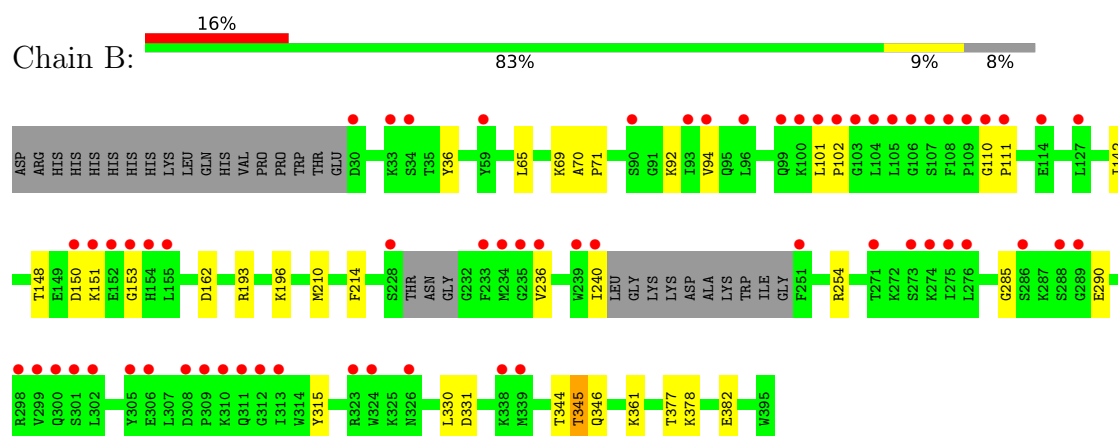 16%
Chain B:
83% 9% 8%
ASP ARG HIS HIS HIS HIS HIS HIS HIS LYS LEU GLN HIS VAL PRO PRO TRP THR GLU D30 K33 S34 T35 Y36 Y59 L65 K69 A70 P71 S90 G91 K92 I93 V94 Q95 L96 Q99 K100 L101 P102 G103 L104 L105 G106 S107 F108 P109 G110 P111 E114 L127
T148 E149 D150 K151 E152 G153 H154 L155 D162 R193 K196 M210 F214 S228 THR ASN GLY G232 F233 M234 G235 V236 W239 I240 LEU GLY LYS LYS ASP ALA LYS TRP ILE GLY F251 R254 T271 K272 S273 K274 I275 L276 G285 S286 K287 S288 G289 E290
R298 V299 Q300 S301 L302 Y305 E306 L307 D308 P309 K310 Q311 G312 I313 W314 Y315 R323 W324 K325 N326 L330 D331 K338 M339 T344 T345 Q346 K361 T377 K378 E382 W395